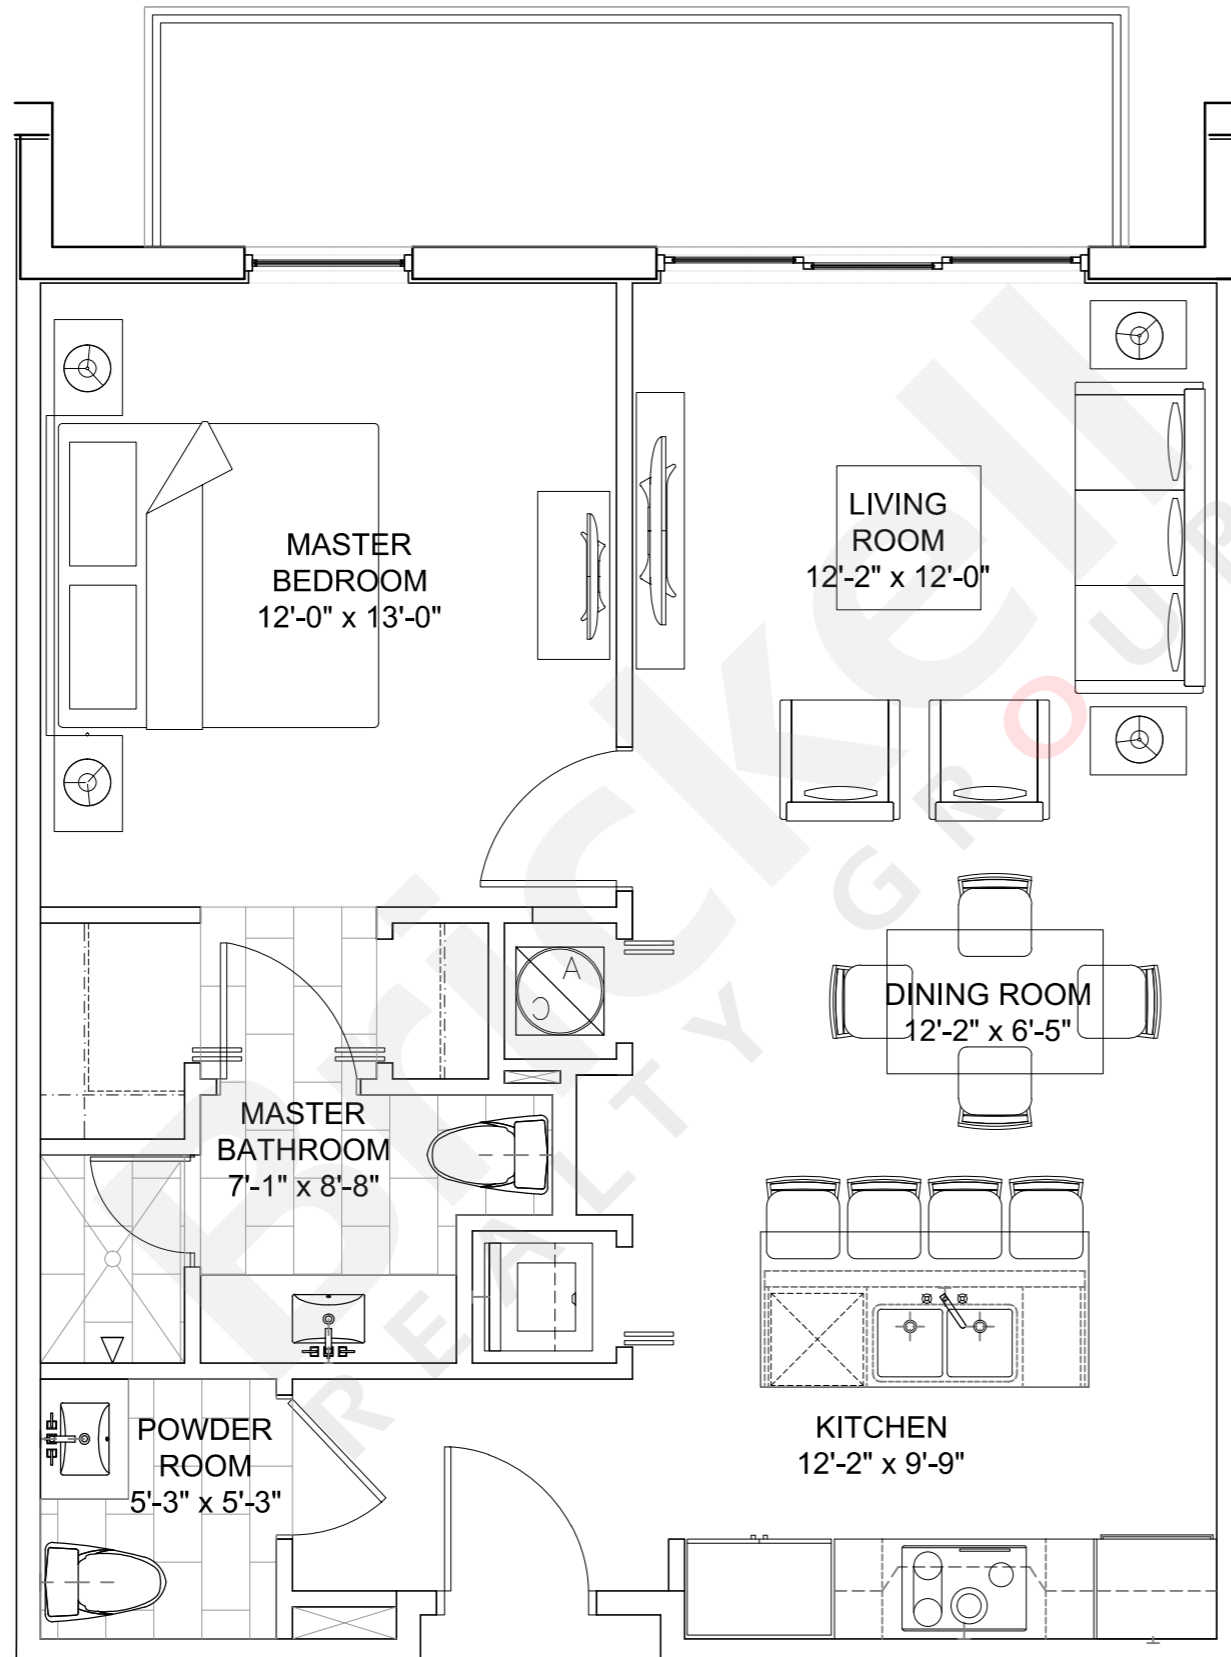 MASTER
BEDROOM
12'-0" x 13'-0"
LIVING
ROOM
12'-2" x 12'-0"
A
C
DINING ROOM
12'-2" x 6'-5"
MASTER
BATHROOM
7'-1" x 8'-8"
KITCHEN
12'-2" x 9'-9"
POWDER
ROOM
5'-3" x 5'-3"
Brickell
REALTY GROUP